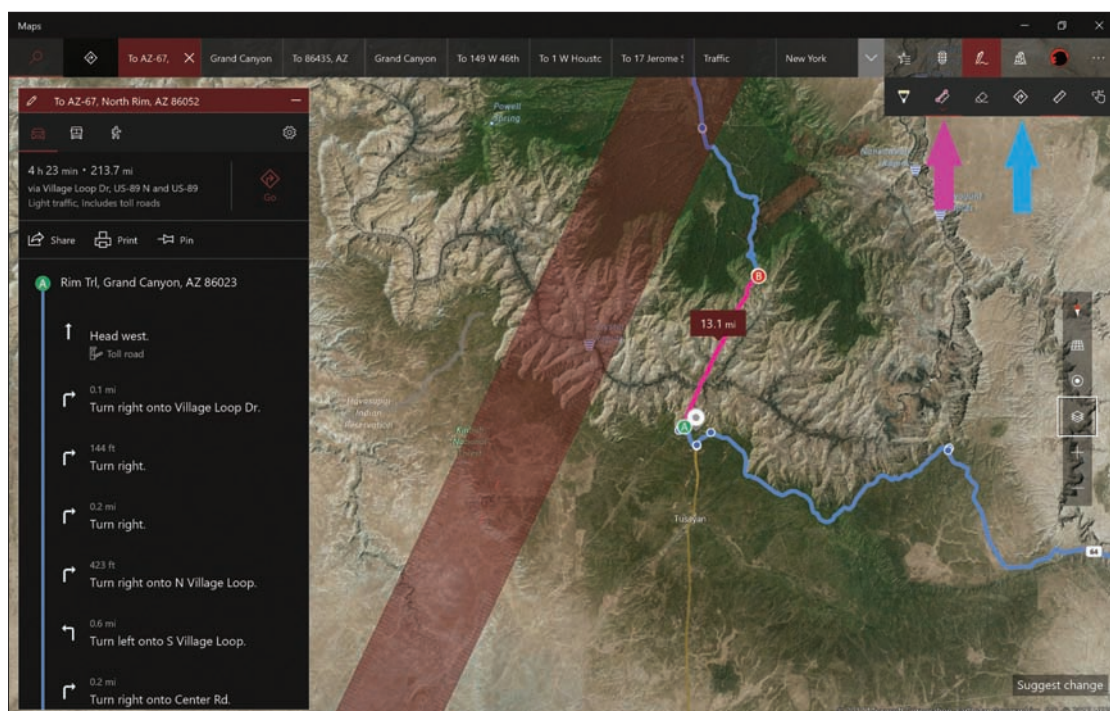 Maps
To AZ-67,
Grand Canyon
To 86435, AZ
Grand Canyon
To 149 W 46th
To 1 W Houstc
To 17 Jerome S
Traffic
New York
To AZ-67, North Rim, AZ 86052
4 h 23 min • 213.7 mi
via Village Loop Dr, US-89 N and US-89
Light traffic, Includes toll roads
Go
Share
Print
Pin
A
Rim Trl, Grand Canyon, AZ 86023
Head west.
Toll road
0.1 mi
Turn right onto Village Loop Dr.
144 ft
Turn right.
0.2 mi
Turn right.
423 ft
Turn right onto N Village Loop.
0.6 mi
Turn left onto S Village Loop.
0.2 mi
Turn right onto Center Rd.
Powell
Spring
B
13.1 mi
Havasupai
Indian
Reservation
A
Tusayan
64
Suggest change